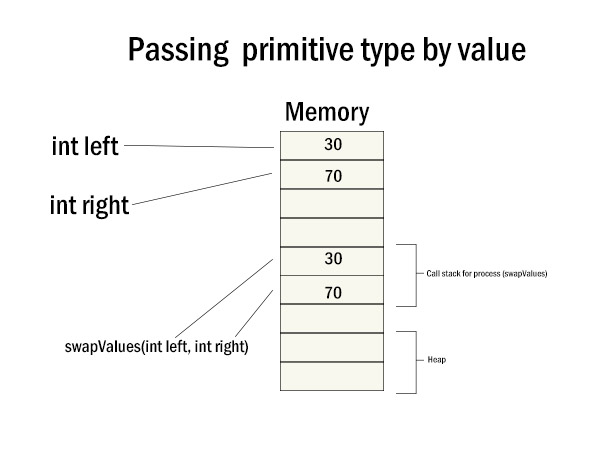 Passing primitive type by value
Memory
int left
30
int right
70
30
Call stack for process (swapValues)
70
swapValues(int left, int right)
Heap